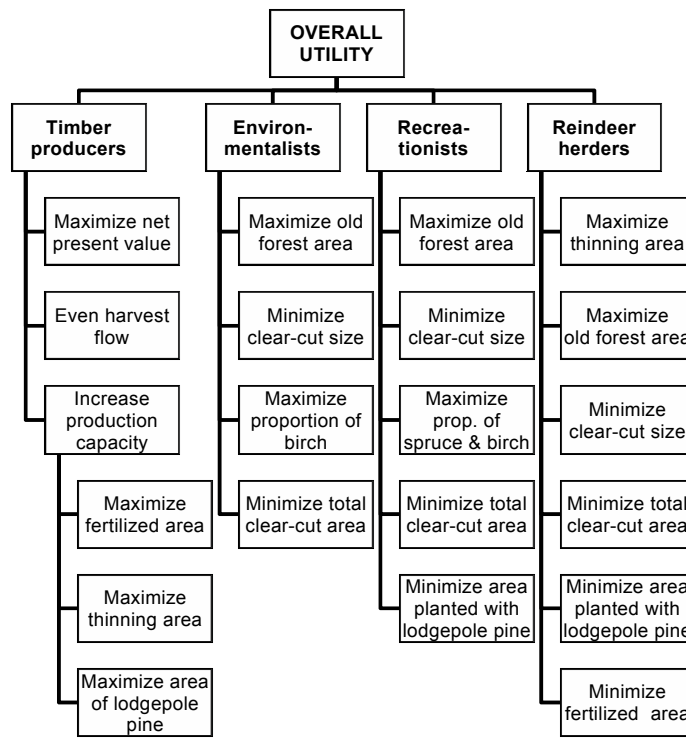 OVERALL
UTILITY
Timber
producers
Environ-
mentalists
Recrea-
tionists
Reindeer
herders
Maximize net
present value
Even harvest
flow
Increase
production
capacity
Maximize
fertilized area
Maximize
thinning area
Maximize area
of lodgepole
pine
Maximize old
forest area
Minimize
clear-cut size
Maximize
proportion of
birch
Minimize total
clear-cut area
Maximize old
forest area
Minimize
clear-cut size
Maximize
prop. of
spruce & birch
Minimize total
clear-cut area
Minimize area
planted with
lodgepole pine
Maximize
thinning area
Maximize
old forest area
Minimize
clear-cut size
Minimize total
clear-cut area
Minimize area
planted with
lodgepole pine
Minimize
fertilized area